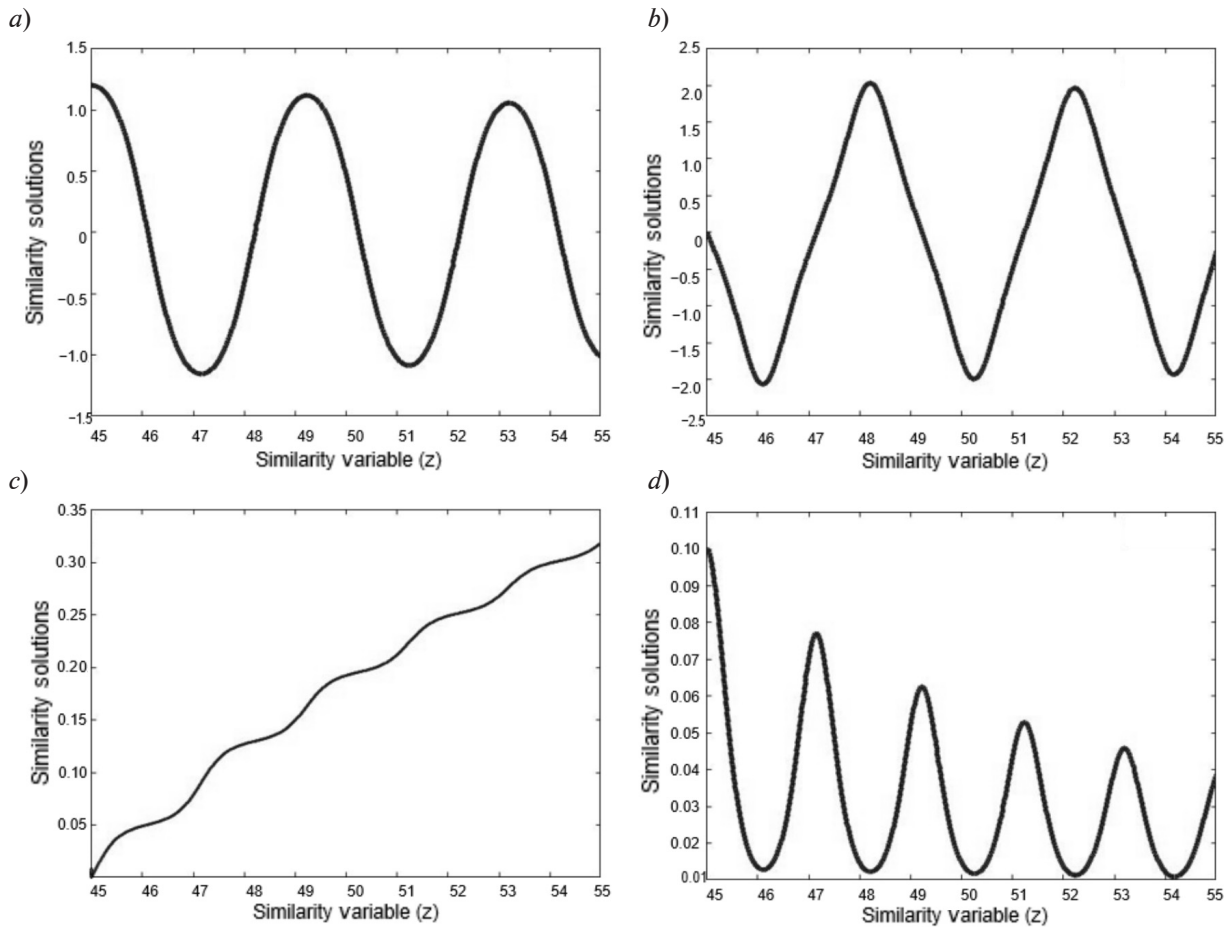 a)
1.5
1.0
0.5
0
−0.5
−1.0
−1.5
45 46 47 48 49 50 51 52 53 54 55
Similarity solutions
Similarity variable (z)
b)
2.5
2.0
1.5
1.0
0.5
0
−0.5
−1.0
−1.5
−2.0
−2.5
45 46 47 48 49 50 51 52 53 54 55
Similarity solutions
Similarity variable (z)
c)
0.35
0.30
0.25
0.20
0.15
0.10
0.05
45 46 47 48 49 50 51 52 53 54 55
Similarity solutions
Similarity variable (z)
d)
0.11
0.10
0.09
0.08
0.07
0.06
0.05
0.04
0.03
0.02
0.01
45 46 47 48 49 50 51 52 53 54 55
Similarity solutions
Similarity variable (z)